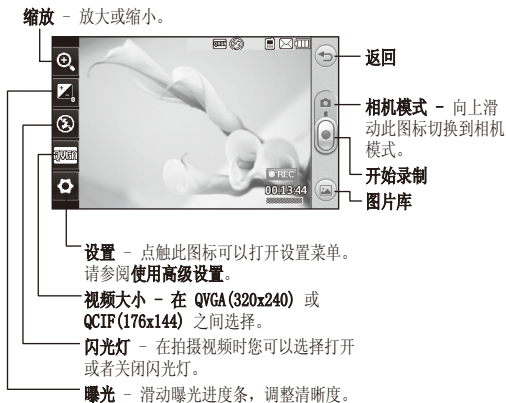 缩放 - 放大或缩小。
返回
相机模式 - 向上滑
动此图标切换到相机
模式。
开始录制
图片库
QVGA
REC
00:13:44
设置 - 点触此图标可以打开设置菜单。
请参阅使用高级设置。
视频大小 - 在 QVGA(320x240) 或
QCIF(176x144) 之间选择。
闪光灯 - 在拍摄视频时您可以选择打开
或者关闭闪光灯。
曝光 - 滑动曝光进度条，调整清晰度。